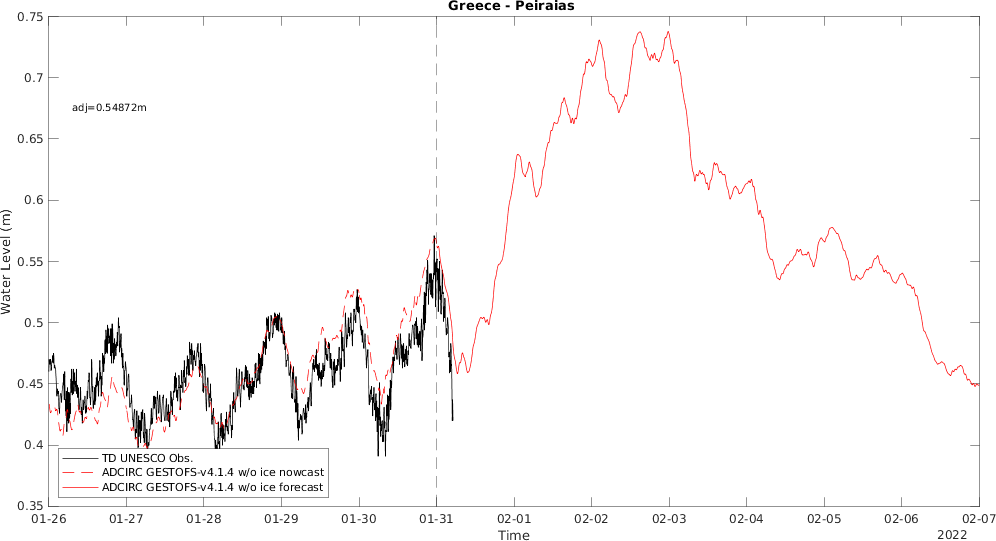 Greece - Peiraias
0.75
0.7
0.65
0.6
0.55
0.5
0.45
0.4
0.35
Water Level (m)
adj=0.54872m
TD UNESCO Obs.
ADCIRC GESTOFS-v4.1.4 w/o ice nowcast
ADCIRC GESTOFS-v4.1.4 w/o ice forecast
01-26 01-27 01-28 01-29 01-30 01-31 02-01 02-02 02-03 02-04 02-05 02-06 02-07
Time
2022